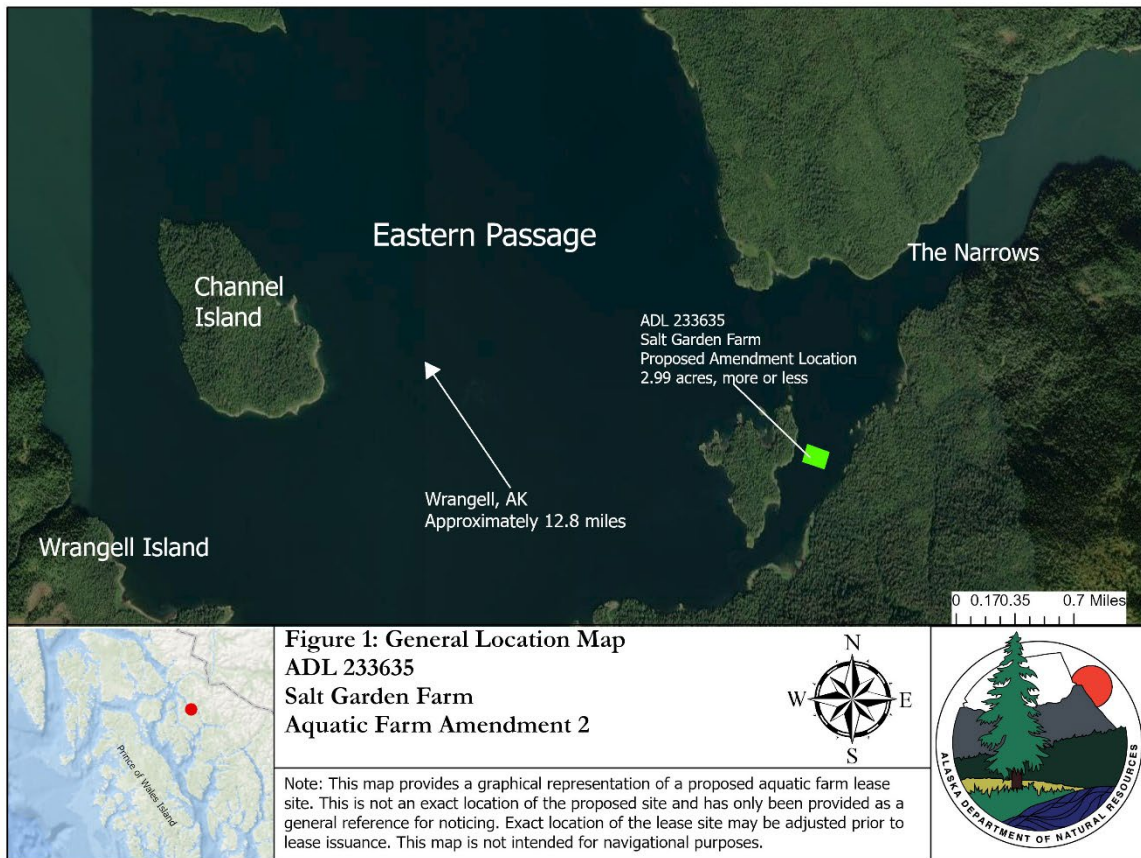 Eastern Passage
The Narrows
Channel
Island
ADL 233635
Salt Garden Farm
Proposed Amendment Location
2.99 acres, more or less
Wrangell, AK
Approximately 12.8 miles
Wrangell Island
0 0.170.35 0.7 Miles
Prince of Wales Island
Figure 1: General Location Map
ADL 233635
Salt Garden Farm
Aquatic Farm Amendment 2
N
W E
S
Note: This map provides a graphical representation of a proposed aquatic farm lease
site. This is not an exact location of the proposed site and has only been provided as a
general reference for noticing. Exact location of the lease site may be adjusted prior to
lease issuance. This map is not intended for navigational purposes.
ALASKA DEPARTMENT OF NATURAL RESOURCES